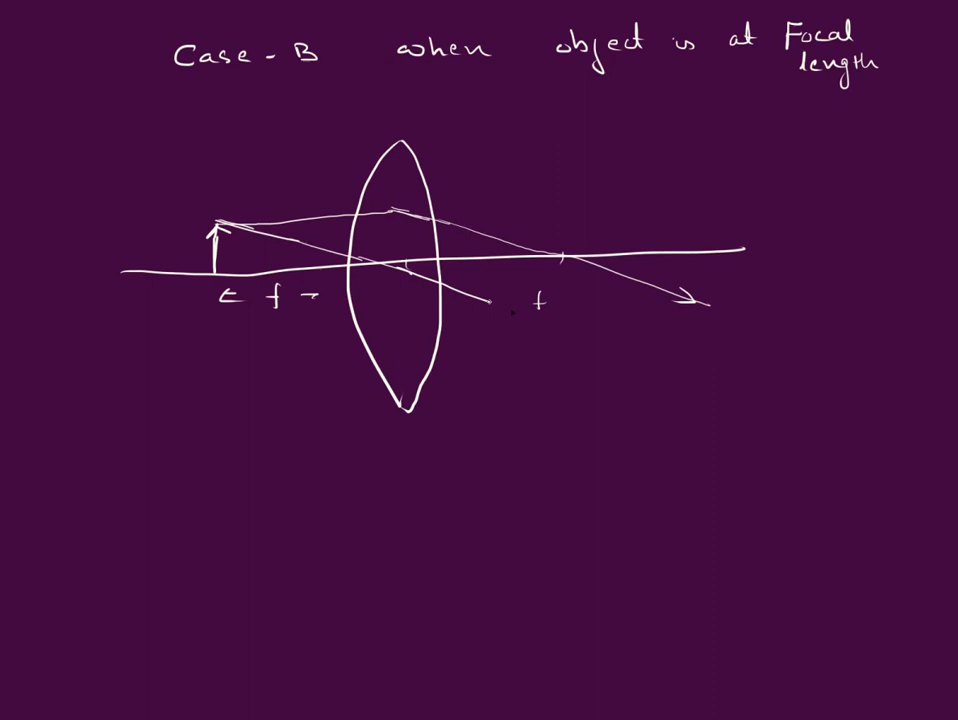 Case - B when object is at Focal
length
← f →
f